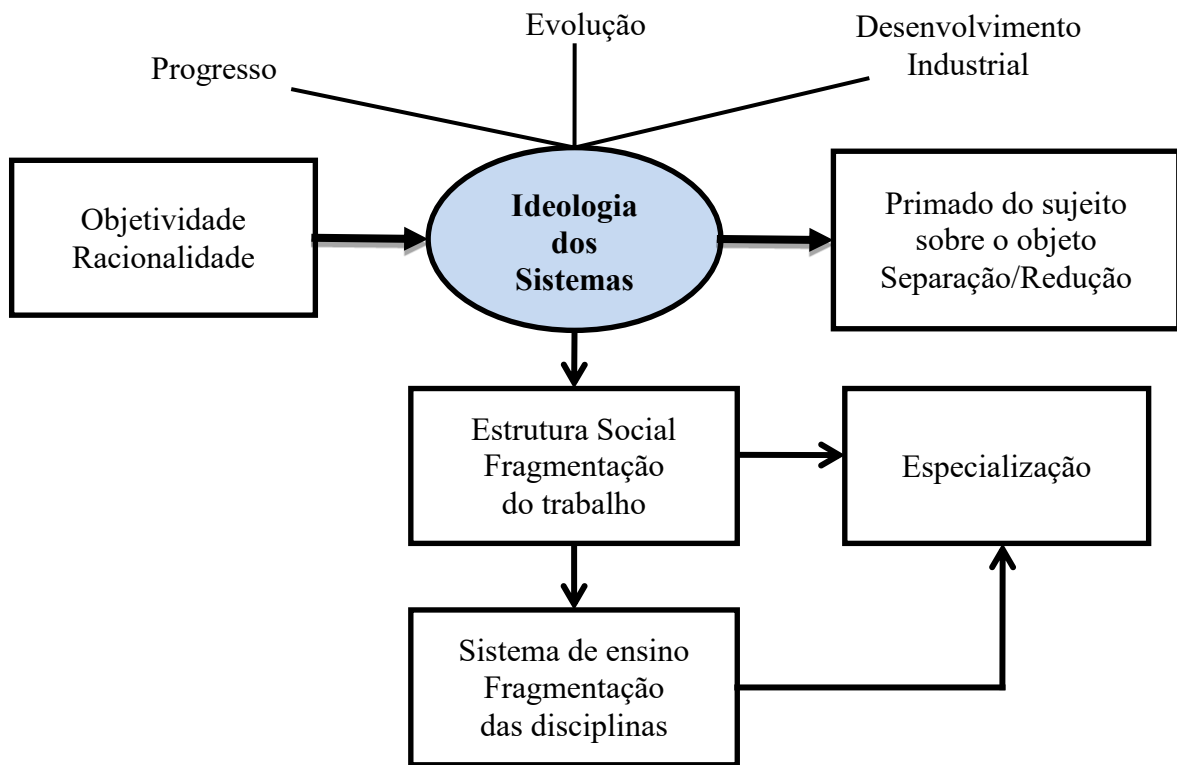 Evolução
Desenvolvimento
Industrial
Progresso
Objetividade
Racionalidade
Ideologia
dos
Sistemas
Primado do sujeito
sobre o objeto
Separação/Redução
Estrutura Social
Fragmentação
do trabalho
Especialização
Sistema de ensino
Fragmentação
das disciplinas